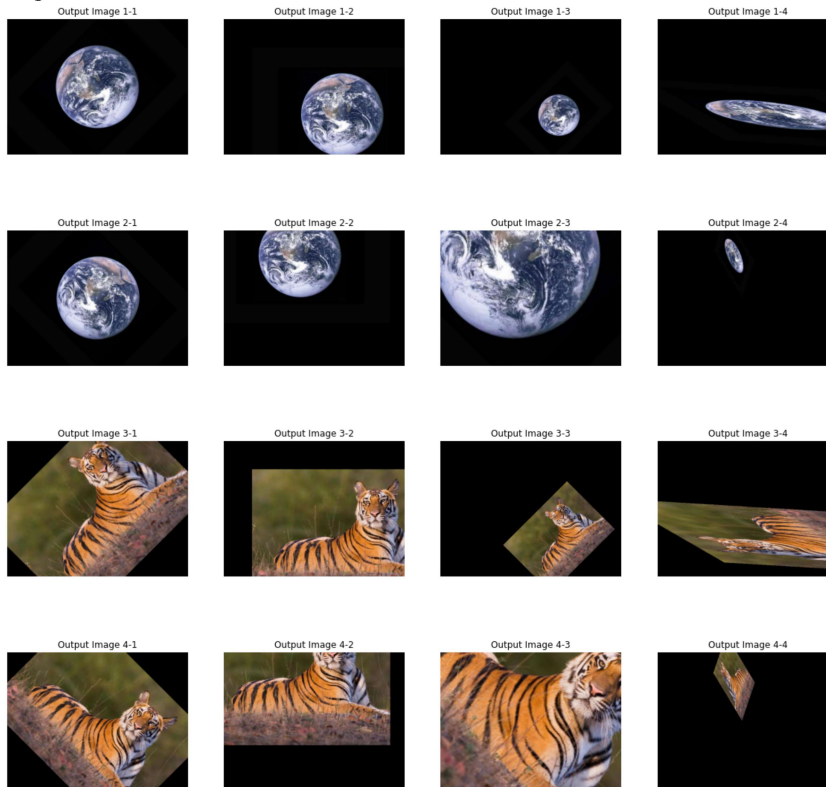 Output Image 1-1
Output Image 1-2
Output Image 1-3
Output Image 1-4
Output Image 2-1
Output Image 2-2
Output Image 2-3
Output Image 2-4
Output Image 3-1
Output Image 3-2
Output Image 3-3
Output Image 3-4
Output Image 4-1
Output Image 4-2
Output Image 4-3
Output Image 4-4